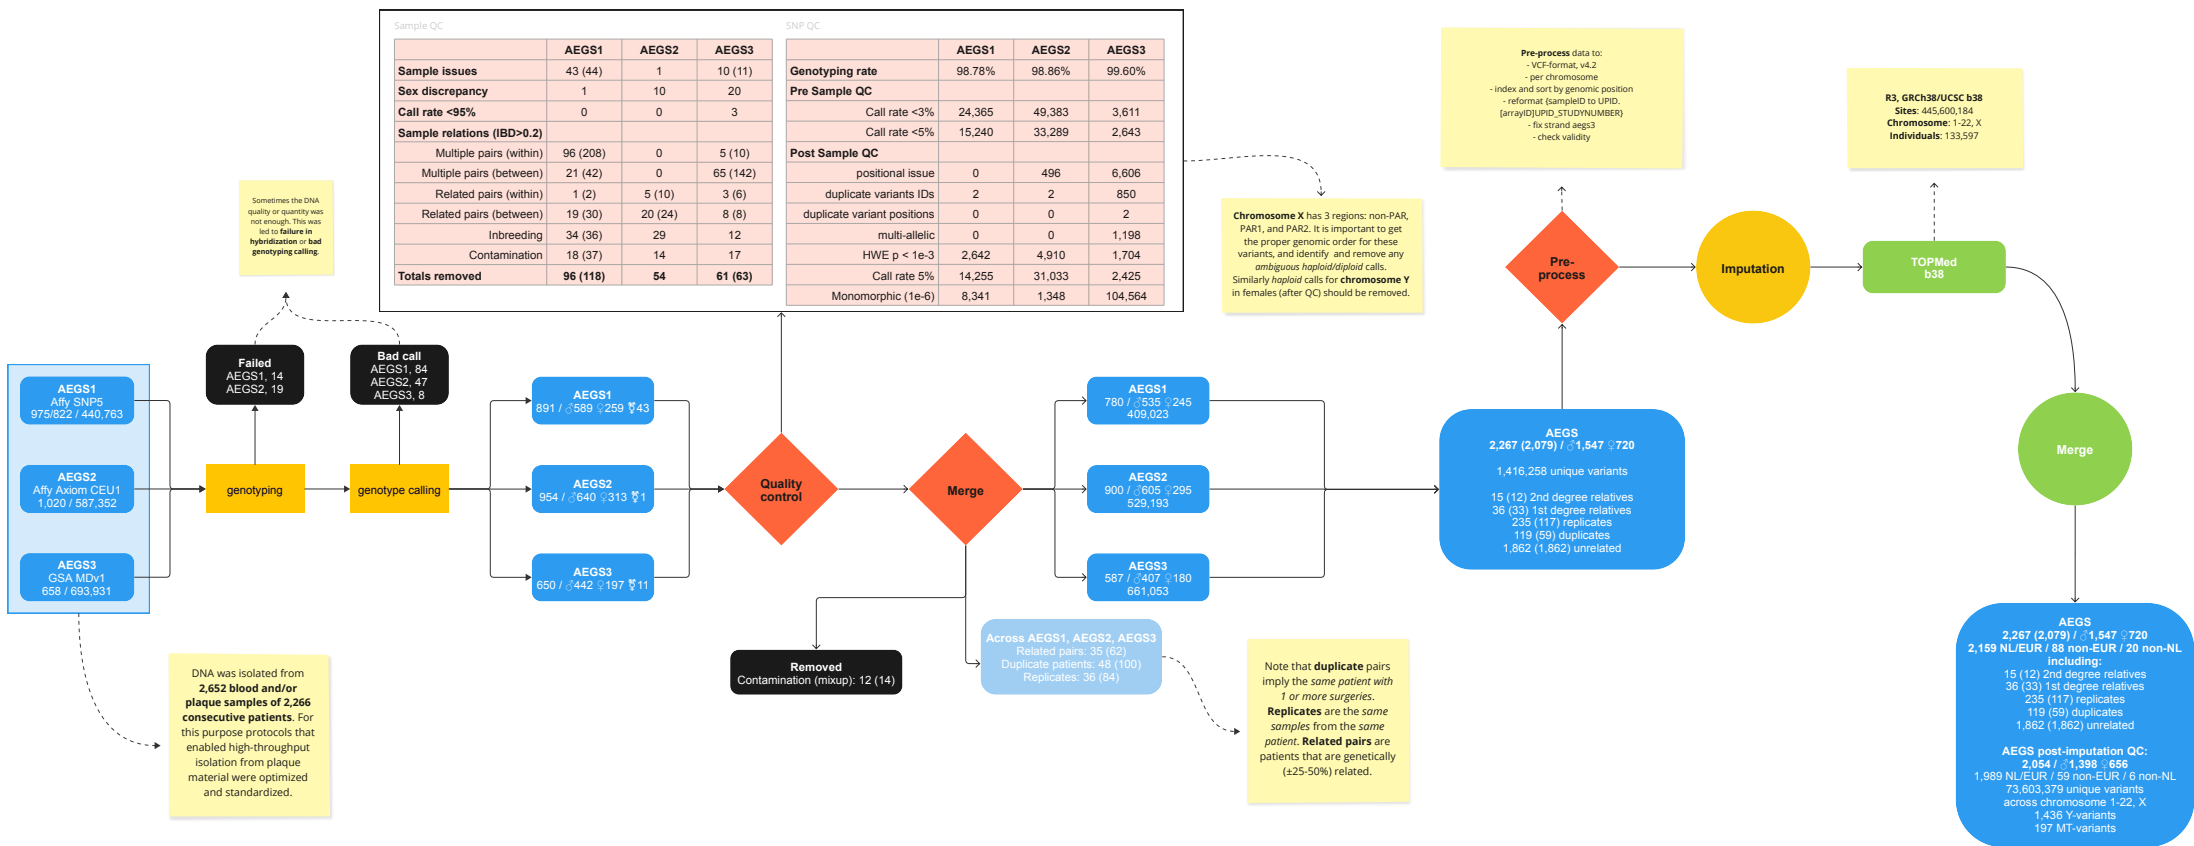 Sample QC
AEGS1 AEGS2 AEGS3
Sample issues 43 (44) 1 10 (11)
Sex discrepancy 1 10 20
Call rate <95% 0 0 3
Sample relations (IBD>0.2)
Multiple pairs (within) 96 (208) 0 5 (10)
Multiple pairs (between) 21 (42) 0 65 (142)
Related pairs (within) 1 (2) 5 (10) 3 (6)
Related pairs (between) 19 (30) 20 (24) 8 (8)
Inbreeding 34 (36) 29 12
Contamination 18 (37) 14 17
Totals removed 96 (118) 54 61 (63)
SNP QC
AEGS1 AEGS2 AEGS3
Genotyping rate 98.78% 98.86% 99.60%
Pre Sample QC
Call rate <3% 24,365 49,383 3,611
Call rate <5% 15,240 33,289 2,643
Post Sample QC
positional issue 0 496 6,606
duplicate variants IDs 2 2 850
duplicate variant positions 0 0 2
multi-allelic 0 0 1,198
HWE p < 1e-3 2,642 4,910 1,704
Call rate 5% 14,255 31,033 2,425
Monomorphic (1e-6) 8,341 1,348 104,564
Pre-process data to:
- VCF-format, v4.2
- per chromosome
- index and sort by genomic position
- reformat {sampleID to UPID.
[arrayID]UPID_STUDYNUMBER}
- fix strand aegs3
- check validity
R3, GRCh38/UCSC b38
Sites: 445,600,184
Chromosome: 1-22, X
Individuals: 133,597
Sometimes the DNA
quality or quantity was
not enough. This was
led to failure in
hybridization or bad
genotyping calling.
Chromosome X has 3 regions: non-PAR,
PAR1, and PAR2. It is important to get
the proper genomic order for these
variants, and identify and remove any
ambiguous haploid/diploid calls.
Similarly haploid calls for chromosome Y
in females (after QC) should be removed.
Pre-
process
Imputation
TOPMed
b38
Failed
AEGS1, 14
AEGS2, 19
Bad call
AEGS1, 84
AEGS2, 47
AEGS3, 8
AEGS1
Affy SNP5
975/822 / 440,763
AEGS2
Affy Axiom CEU1
1,020 / 587,352
AEGS3
GSA MDv1
658 / 693,931
genotyping
genotype calling
AEGS1
891 / ♂589 ♀259 ⚧43
AEGS2
954 / ♂640 ♀313 ⚧1
AEGS3
650 / ♂442 ♀197 ⚧11
Quality
control
Merge
AEGS1
780 / ♂535 ♀245
409,023
AEGS2
900 / ♂605 ♀295
529,193
AEGS3
587 / ♂407 ♀180
661,053
AEGS
2,267 (2,079) / ♂1,547 ♀720
1,416,258 unique variants
15 (12) 2nd degree relatives
36 (33) 1st degree relatives
235 (117) replicates
119 (59) duplicates
1,862 (1,862) unrelated
Merge
DNA was isolated from
2,652 blood and/or
plaque samples of 2,266
consecutive patients. For
this purpose protocols that
enabled high-throughput
isolation from plaque
material were optimized
and standardized.
Removed
Contamination (mixup): 12 (14)
Across AEGS1, AEGS2, AEGS3
Related pairs: 35 (62)
Duplicate patients: 48 (100)
Replicates: 36 (84)
Note that duplicate pairs
imply the same patient with
1 or more surgeries.
Replicates are the same
samples from the same
patient. Related pairs are
patients that are genetically
(±25-50%) related.
AEGS
2,267 (2,079) / ♂1,547 ♀720
2,159 NL/EUR / 88 non-EUR / 20 non-NL
including:
15 (12) 2nd degree relatives
36 (33) 1st degree relatives
235 (117) replicates
119 (59) duplicates
1,862 (1,862) unrelated
AEGS post-imputation QC:
2,054 / ♂1,398 ♀656
1,989 NL/EUR / 59 non-EUR / 6 non-NL
73,603,379 unique variants
across chromosome 1-22, X
1,436 Y-variants
197 MT-variants